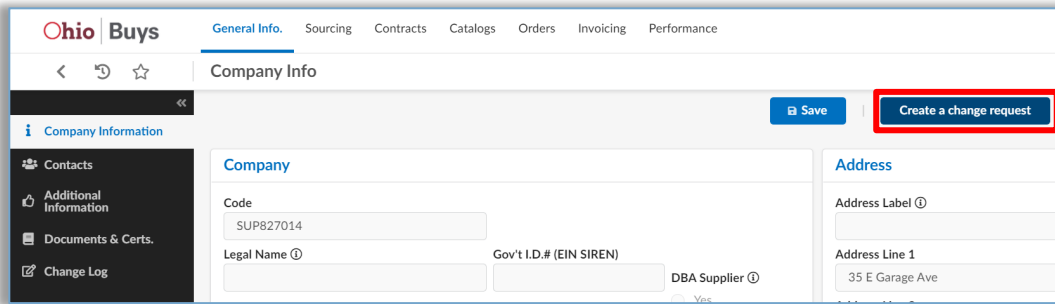 Ohio Buys
General Info. Sourcing Contracts Catalogs Orders Invoicing Performance
Company Info
Save
Create a change request
Company Information
Contacts
Additional
Information
Documents & Certs.
Change Log
Company
Code
SUP827014
Legal Name
Gov't I.D.# (EIN SIREN)
DBA Supplier
Yes
Address
Address Label
Address Line 1
35 E Garage Ave